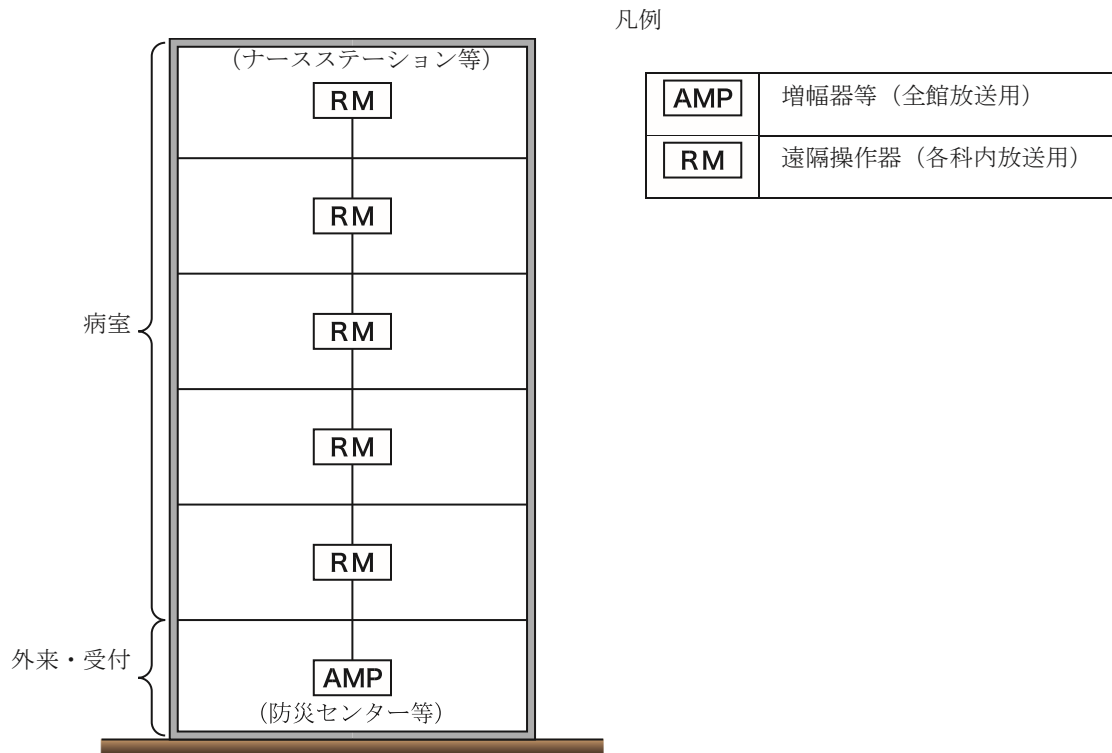 凡例
(ナースステーション等)
RM
RM
RM
RM
RM
AMP
(防災センター等)
病室
外来・受付
AMP 増幅器等（全館放送用）
RM 遠隔操作器（各科内放送用）